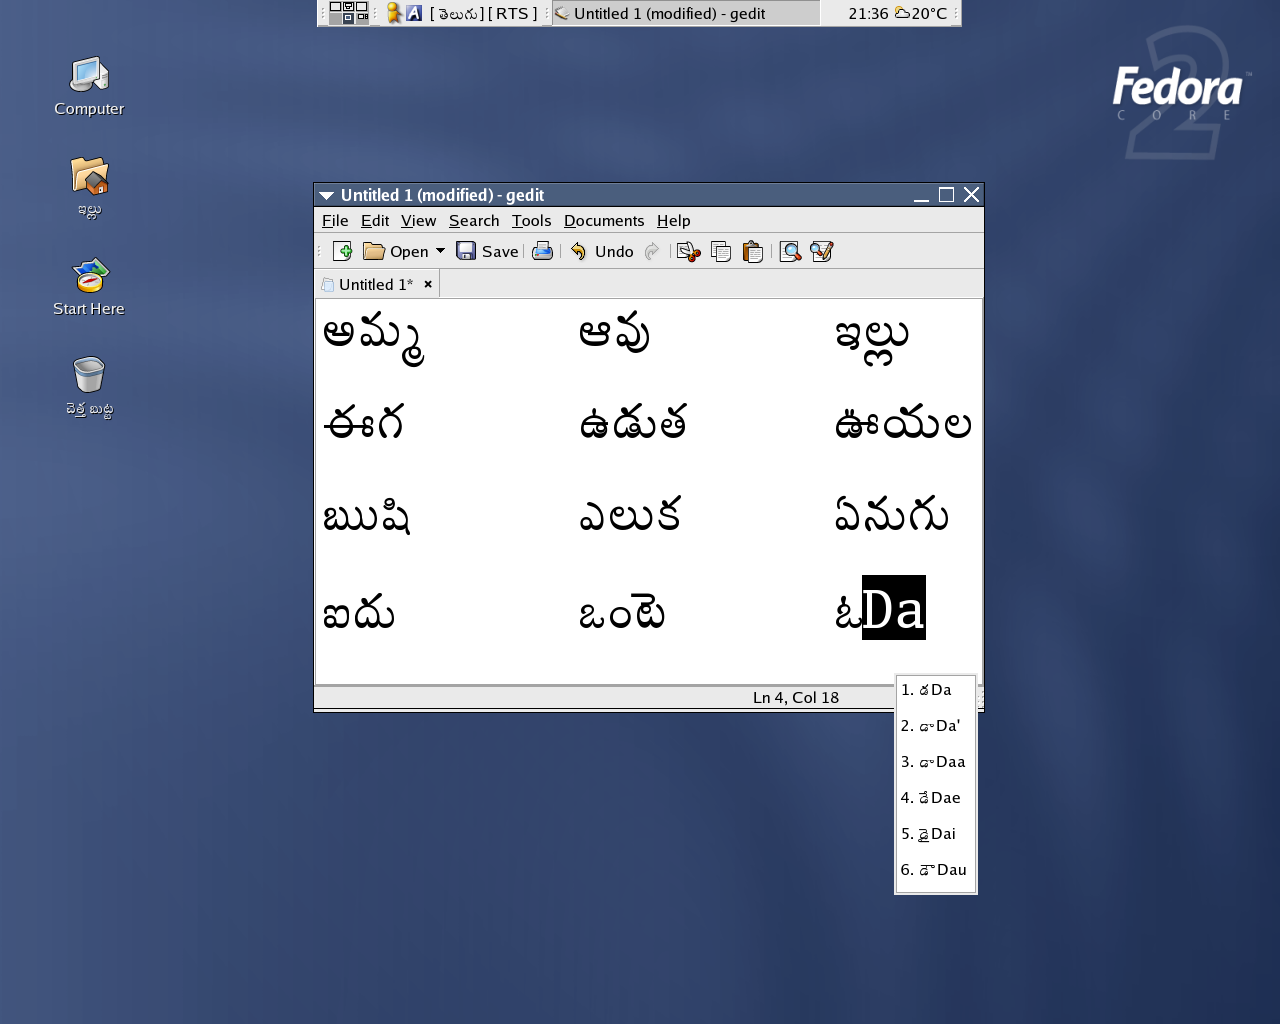 [ తెలుగు] [ RTS ] Untitled 1 (modified) - gedit 21:36 20°C
Fedora™
CORE
2
Computer
ఇల్లు
Start Here
చెత్త బుట్ట
Untitled 1 (modified) - gedit
File Edit View Search Tools Documents Help
Open Save Undo
Untitled 1* ×
అమ్మ ఆవు ఇల్లు
ఈగ ఉడుత ఊయల
ఋషి ఎలుక ఏనుగు
ఐదు ఒంటె ఓDa
Ln 4, Col 18
1. డDa
2. డాDa'
3. డాDaa
4. డేDae
5. డైDai
6. డౌDau